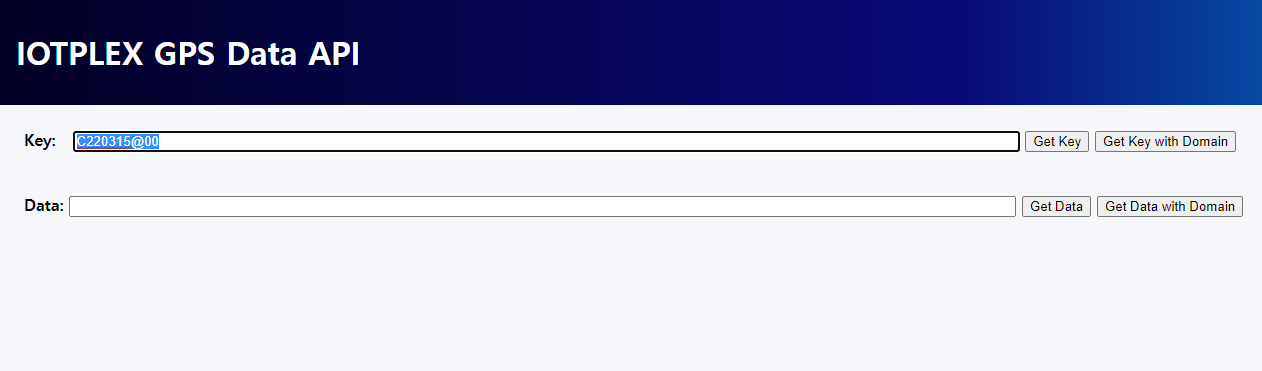 IOTPLEX GPS Data API
Key: C220315@00 Get Key Get Key with Domain
Data: Get Data Get Data with Domain